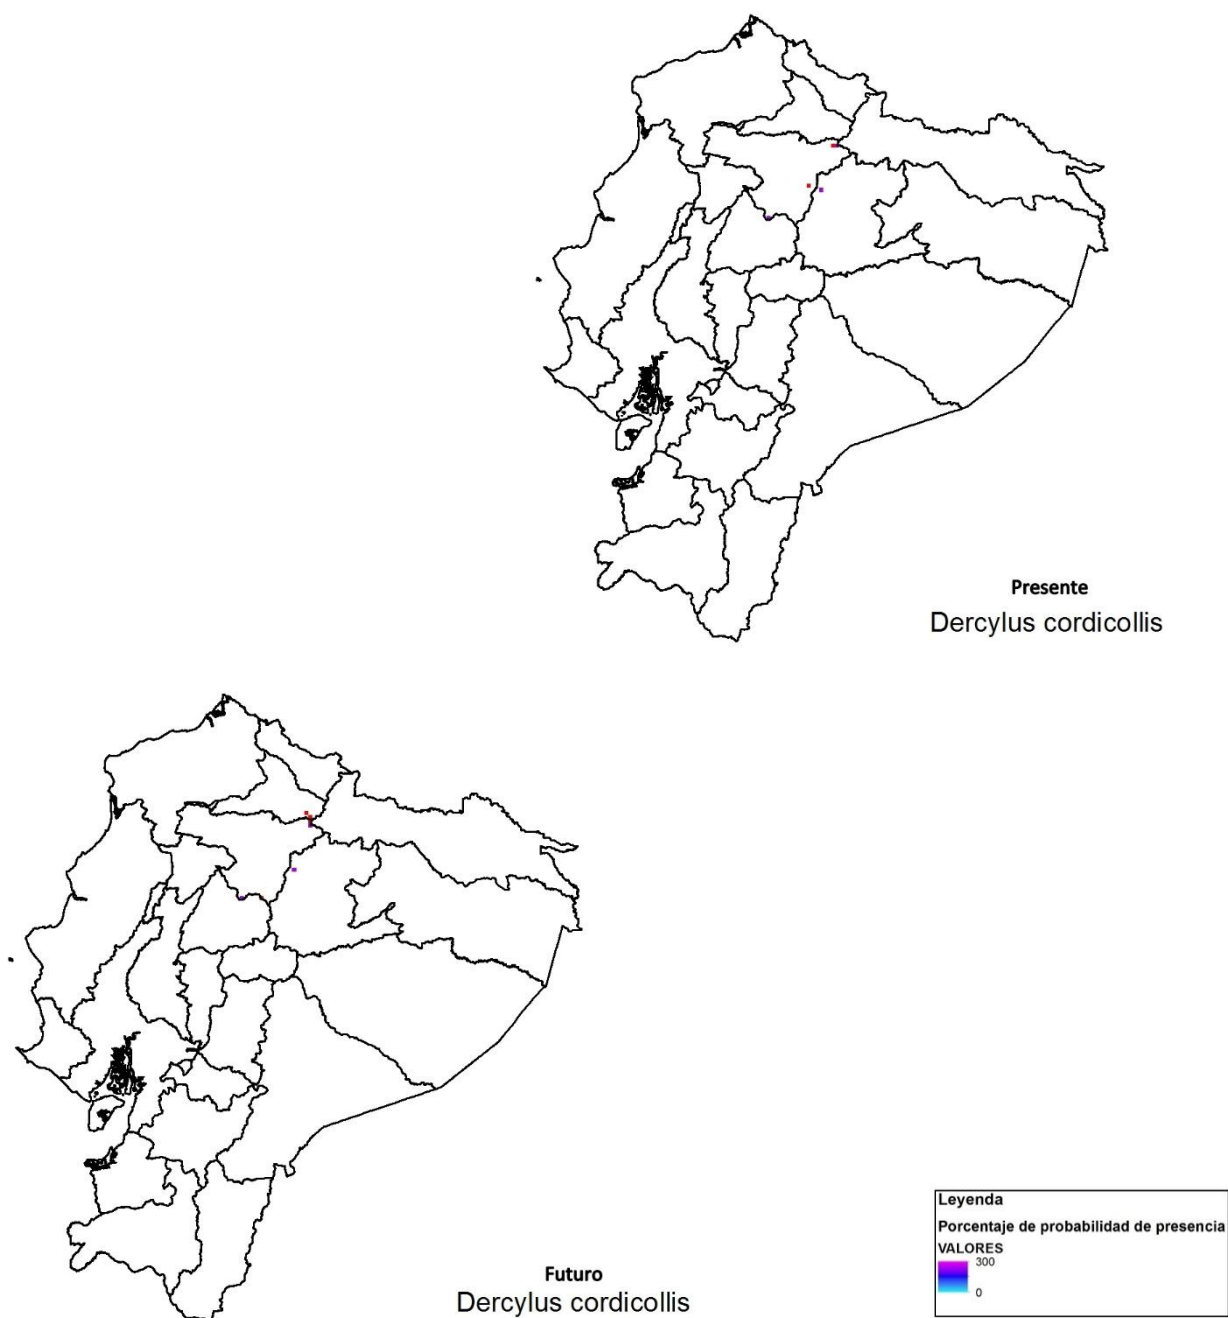 Presente
Dercylus cordicollis
Futuro
Dercylus cordicollis
Leyenda
Porcentaje de probabilidad de presencia
VALORES
300
0